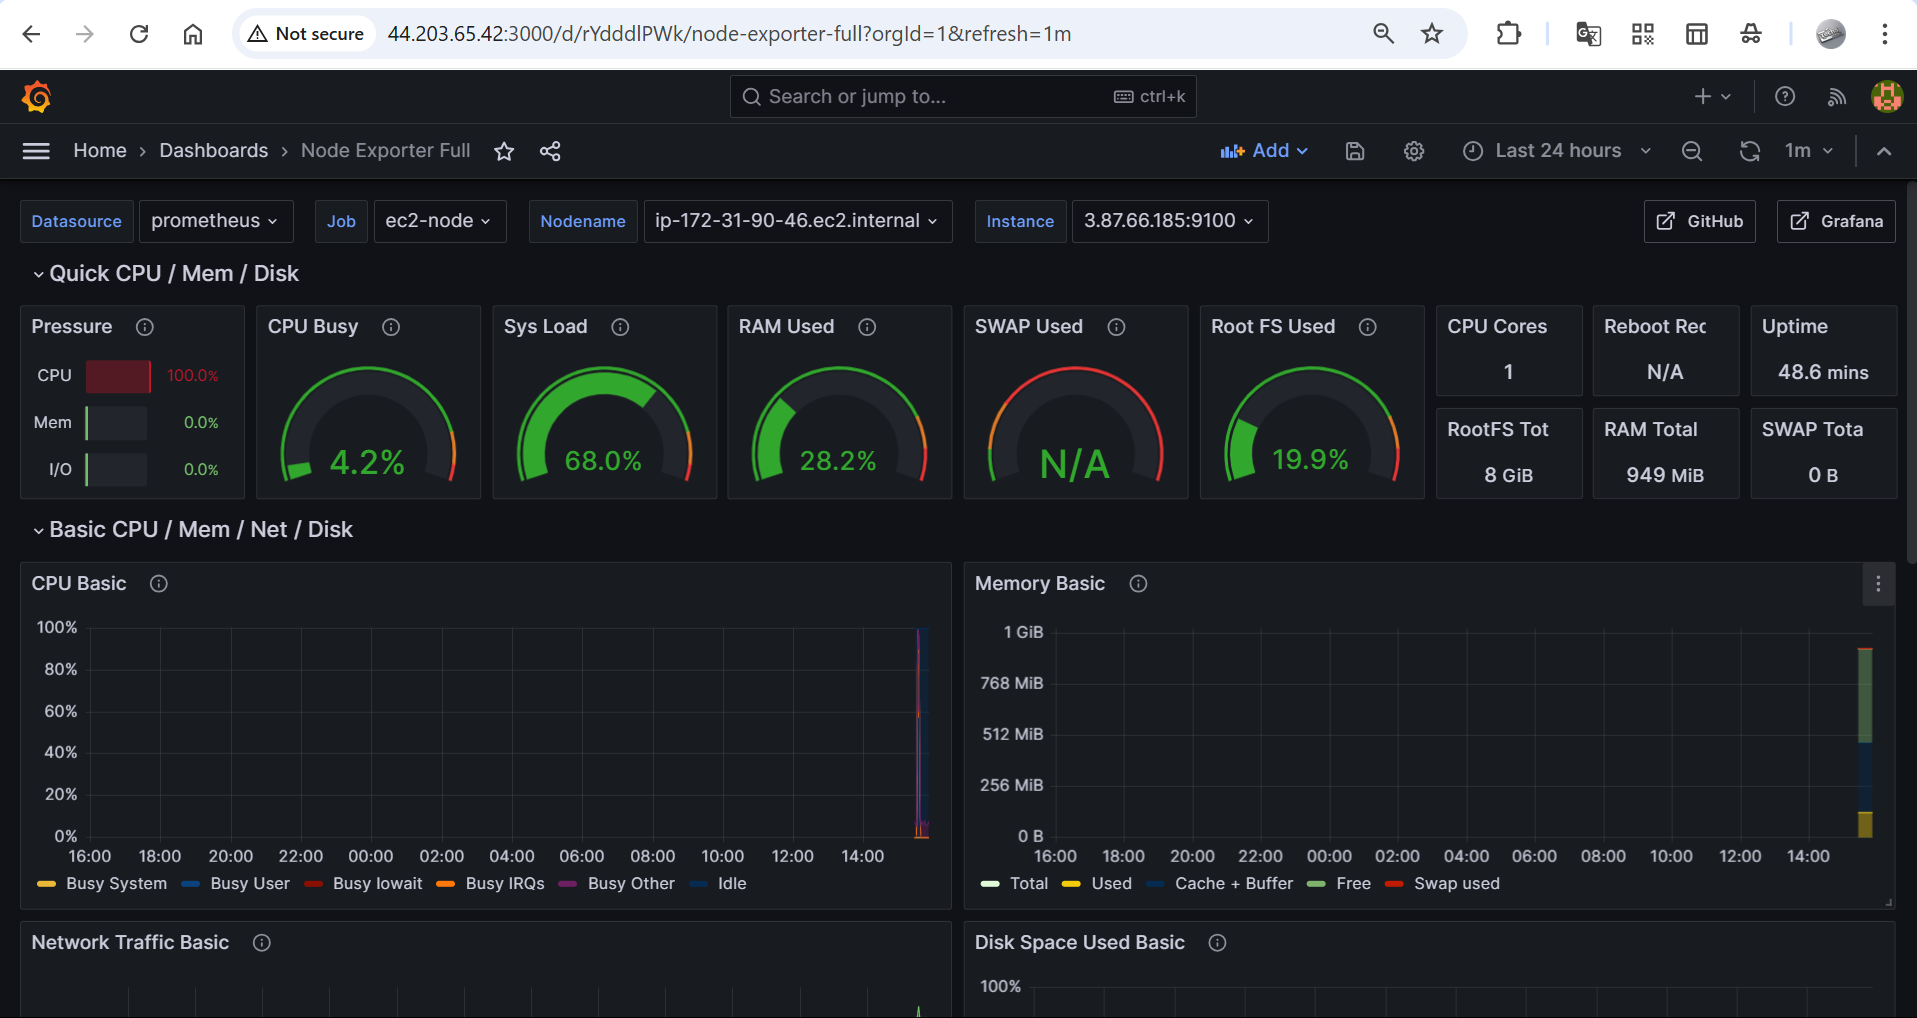 Not secure
44.203.65.42:3000/d/rYdddlPWk/node-exporter-full?orgId=1&refresh=1m
Search or jump to...
ctrl+k
Home › Dashboards › Node Exporter Full
Add
Last 24 hours
1m
Datasource
prometheus
Job
ec2-node
Nodename
ip-172-31-90-46.ec2.internal
Instance
3.87.66.185:9100
GitHub
Grafana
Quick CPU / Mem / Disk
Pressure
CPU
100.0%
Mem
0.0%
I/O
0.0%
CPU Busy
4.2%
Sys Load
68.0%
RAM Used
28.2%
SWAP Used
N/A
Root FS Used
19.9%
CPU Cores
1
Reboot Rec
N/A
Uptime
48.6 mins
RootFS Tot
8 GiB
RAM Total
949 MiB
SWAP Tota
0 B
Basic CPU / Mem / Net / Disk
CPU Basic
100%
80%
60%
40%
20%
0%
16:00 18:00 20:00 22:00 00:00 02:00 04:00 06:00 08:00 10:00 12:00 14:00
Busy System Busy User Busy Iowait Busy IRQs Busy Other Idle
Memory Basic
1 GiB
768 MiB
512 MiB
256 MiB
0 B
16:00 18:00 20:00 22:00 00:00 02:00 04:00 06:00 08:00 10:00 12:00 14:00
Total Used Cache + Buffer Free Swap used
Network Traffic Basic
Disk Space Used Basic
100%